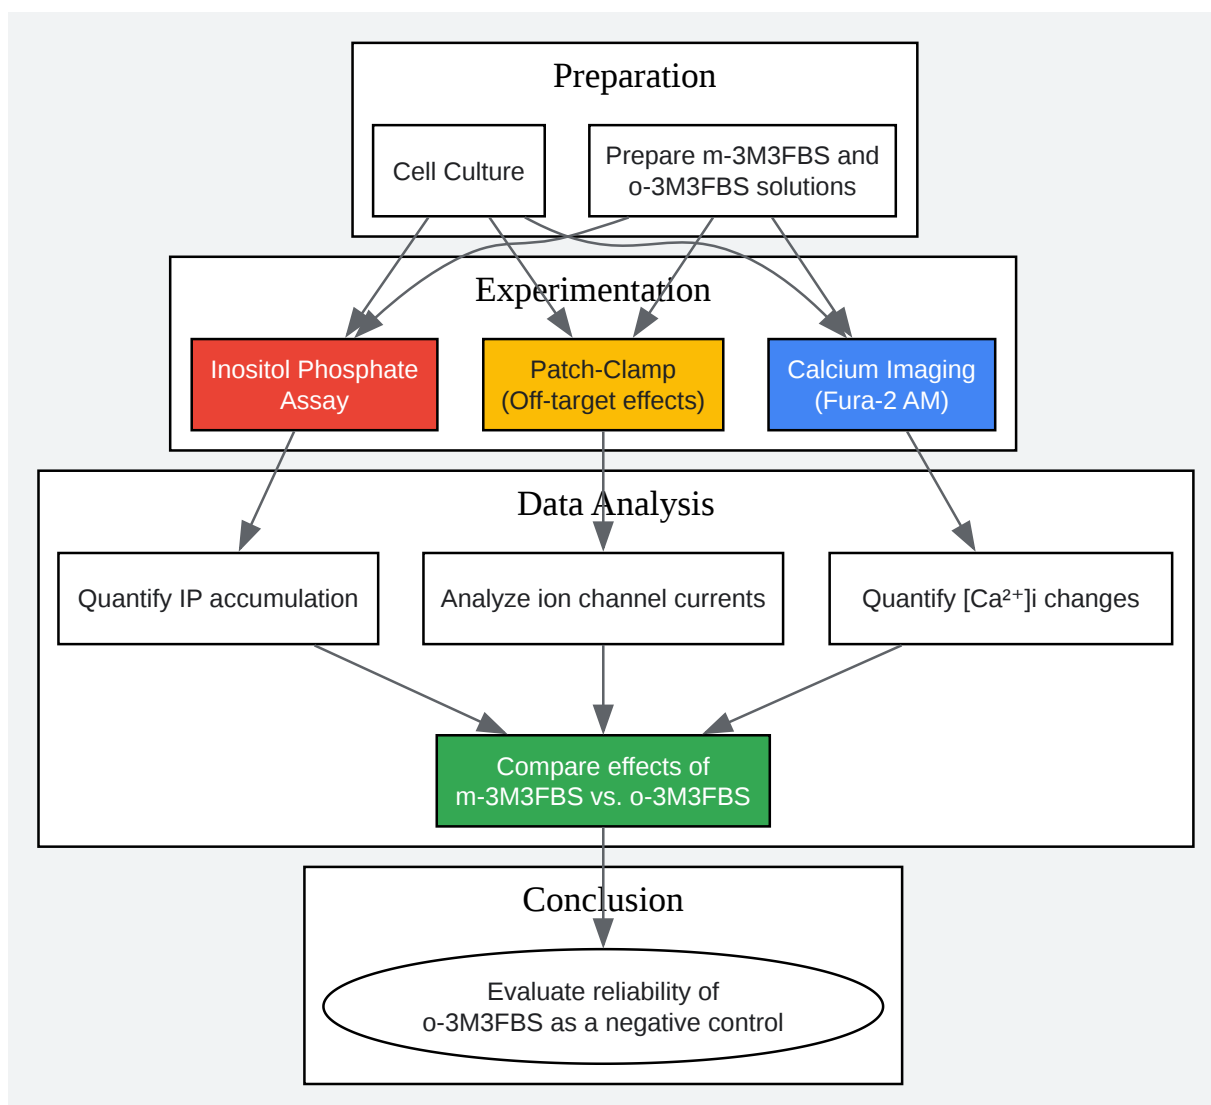 Preparation
Cell Culture
Prepare m-3M3FBS and
o-3M3FBS solutions
Experimentation
Inositol Phosphate
Assay
Patch-Clamp
(Off-target effects)
Calcium Imaging
(Fura-2 AM)
Data Analysis
Quantify IP accumulation
Analyze ion channel currents
Quantify [Ca²⁺]i changes
Compare effects of
m-3M3FBS vs. o-3M3FBS
Conclusion
Evaluate reliability of
o-3M3FBS as a negative control